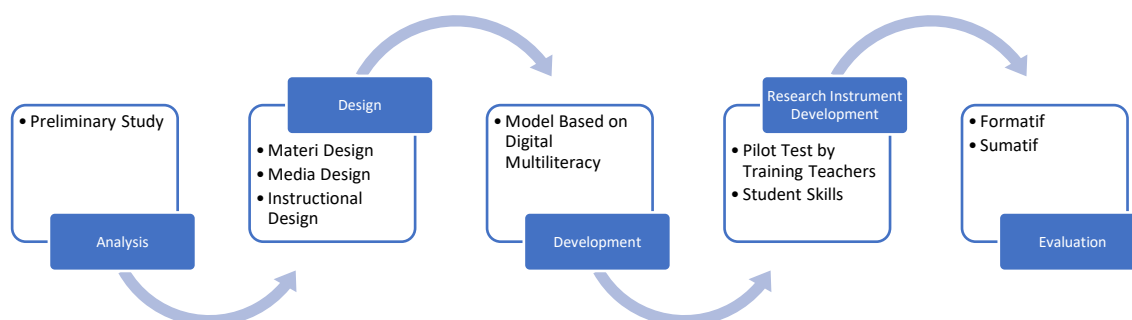 • Preliminary Study
Analysis
Design
• Materi Design
• Media Design
• Instructional
Design
• Model Based on
Digital
Multiliteracy
Development
Research Instrument
Development
• Pilot Test by
Training Teachers
• Student Skills
• Formatif
• Sumatif
Evaluation